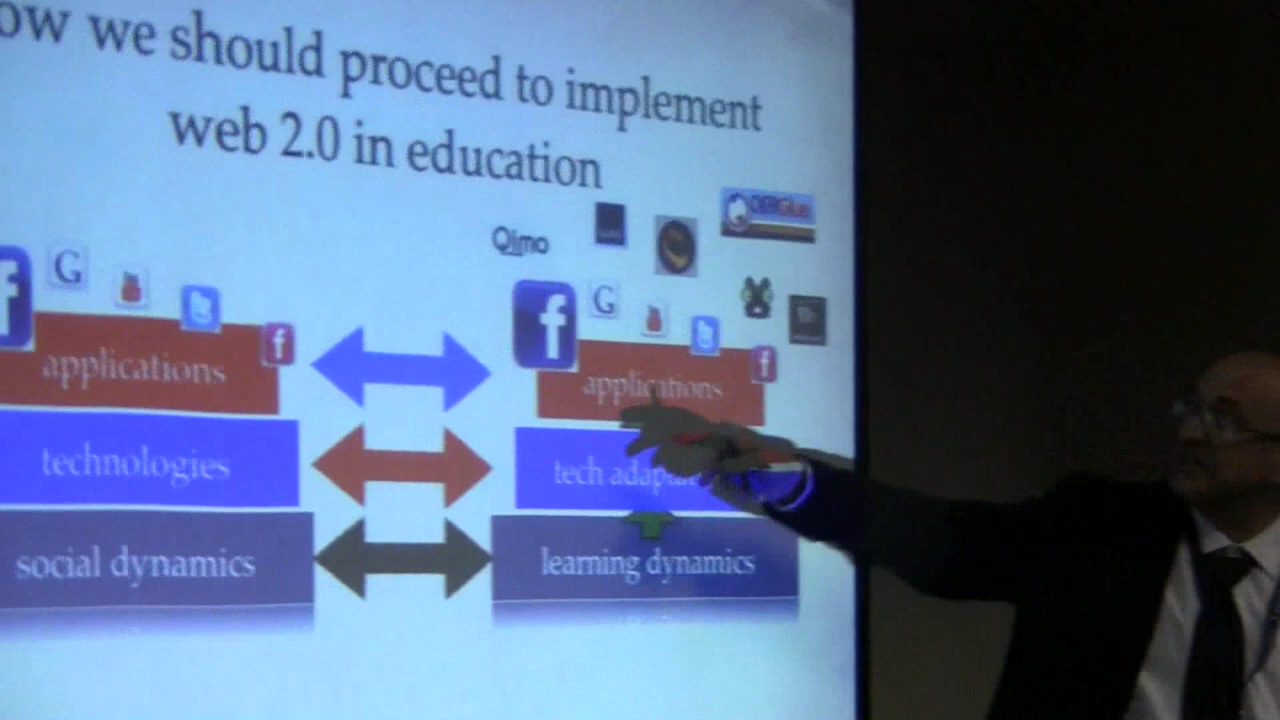 ow we should proceed to implement
web 2.0 in education
Qimo
G
G
applications
applications
technologies
tech
social dynamics
learning dynamics